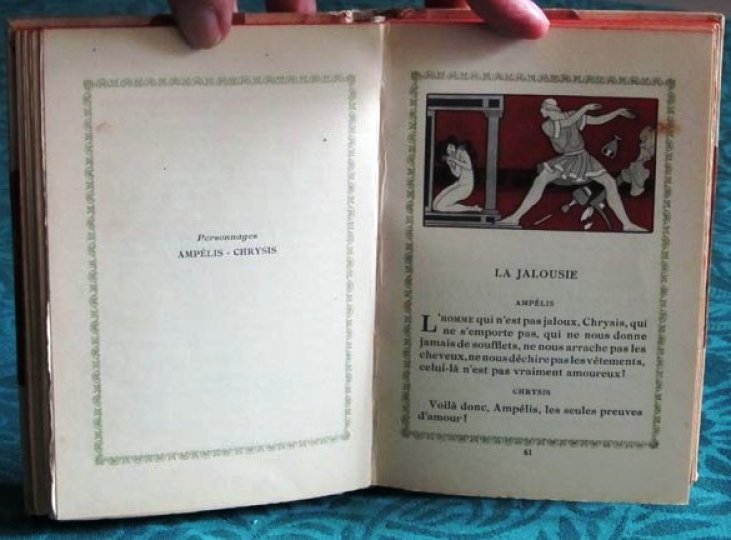 Personnages
AMPÉLIS - CHRYSIS
LA JALOUSIE
AMPÉLIS
L'HOMME qui n'est pas jaloux, Chrysis, qui
ne s'emporte pas, qui ne nous donne
jamais de soufflets, ne nous arrache pas les
cheveux, ne nous déchire pas les vêtements,
celui-là n'est pas vraiment amoureux !
CHRYSIS
Voilà donc, Ampélis, les seules preuves
d'amour !
61